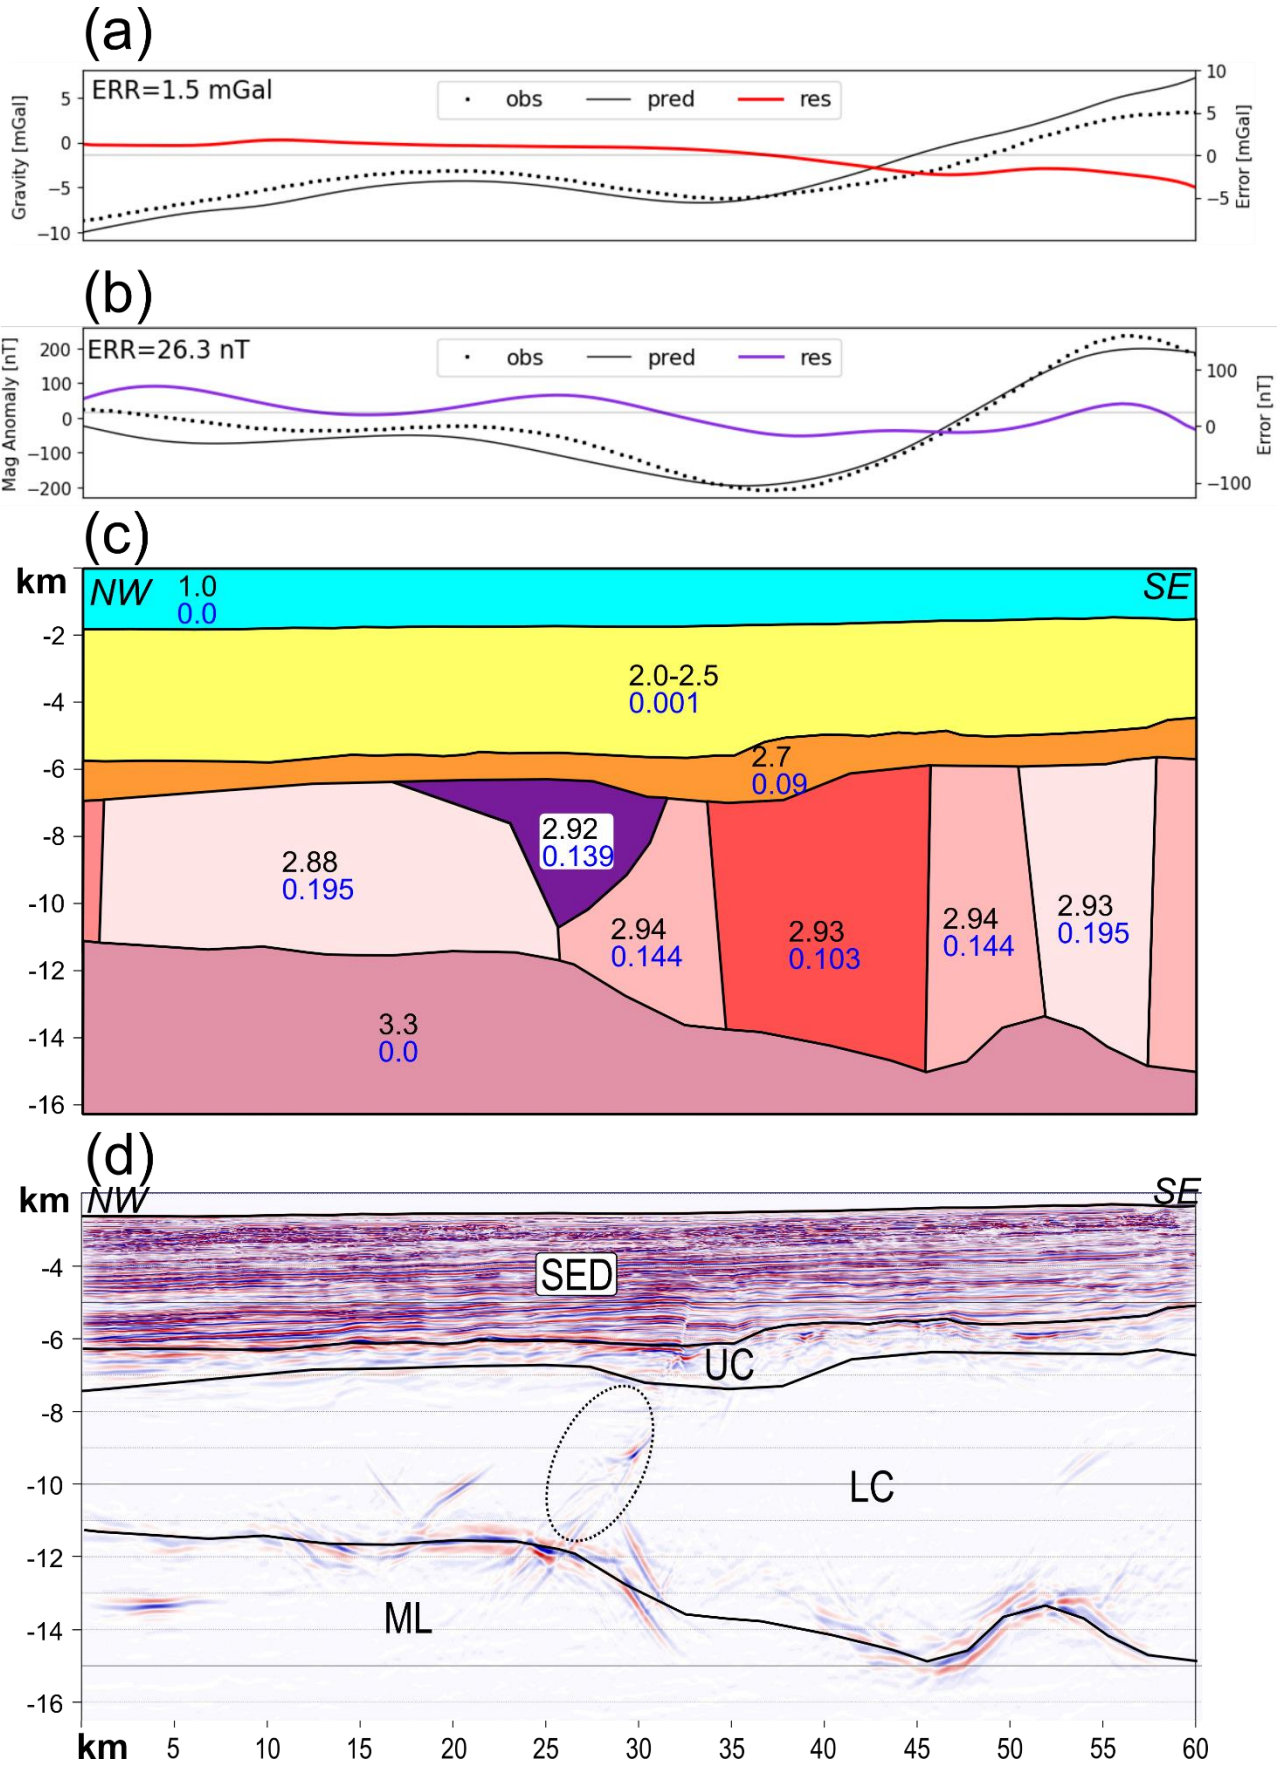 (a)
ERR=1.5 mGal
obs pred res
Gravity [mGal]
5
0
−5
−10
10
5
0
−5
Error [mGal]
(b)
ERR=26.3 nT
obs pred res
Mag Anomaly [nT]
200
100
0
−100
−200
100
0
−100
Error [nT]
(c)
km
NW
SE
1.0
0.0
-2
-4
-6
-8
-10
-12
-14
-16
2.0-2.5
0.001
2.7
0.09
2.92
0.139
2.88
0.195
2.94
0.144
2.93
0.103
2.94
0.144
2.93
0.195
3.3
0.0
(d)
km
NW
SE
-4
-6
-8
-10
-12
-14
-16
SED
UC
LC
ML
km 5 10 15 20 25 30 35 40 45 50 55 60